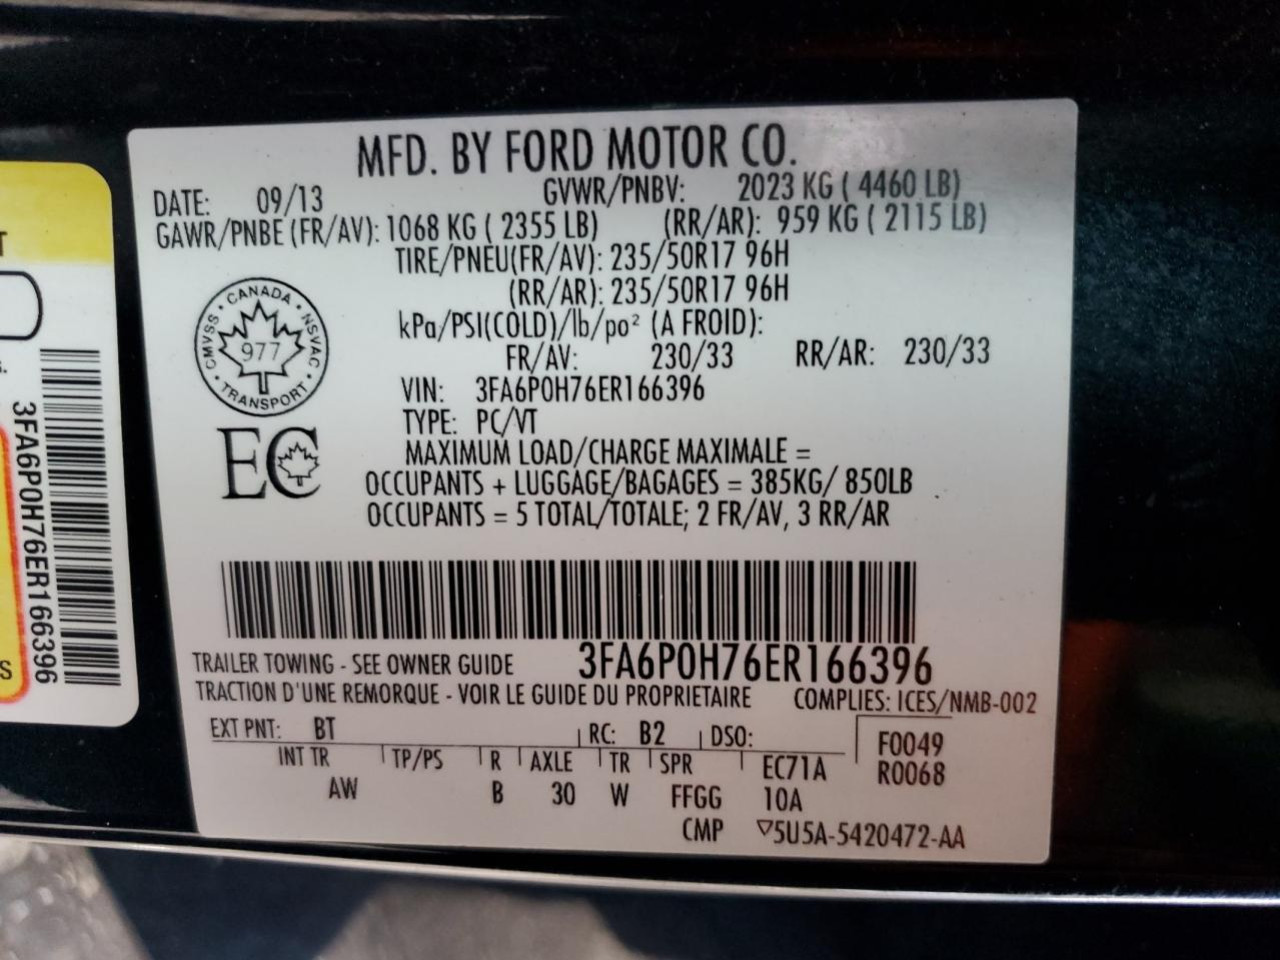 MFD. BY FORD MOTOR CO.
DATE: 09/13 GVWR/PNBV: 2023 KG ( 4460 LB)
GAWR/PNBE (FR/AV): 1068 KG ( 2355 LB) (RR/AR): 959 KG ( 2115 LB)
TIRE/PNEU(FR/AV): 235/50R17 96H
(RR/AR): 235/50R17 96H
kPa/PSI(COLD)/lb/po² (A FROID):
FR/AV: 230/33 RR/AR: 230/33
VIN: 3FA6P0H76ER166396
TYPE: PC/VT
MAXIMUM LOAD/CHARGE MAXIMALE =
OCCUPANTS + LUGGAGE/BAGAGES = 385KG/ 850LB
OCCUPANTS = 5 TOTAL/TOTALE; 2 FR/AV, 3 RR/AR
CANADA
NSVAC
TRANSPORT
CMVSS
977
EC
3FA6P0H76ER166396
TRAILER TOWING - SEE OWNER GUIDE
TRACTION D'UNE REMORQUE - VOIR LE GUIDE DU PROPRIETAIRE COMPLIES: ICES/NMB-002
EXT PNT: BT RC: B2 DSO: F0049
INT TR TP/PS R AXLE TR SPR EC71A R0068
AW B 30 W FFGG 10A
CMP ▽5U5A-5420472-AA
T
S.
3FA6P0H76ER166396
S